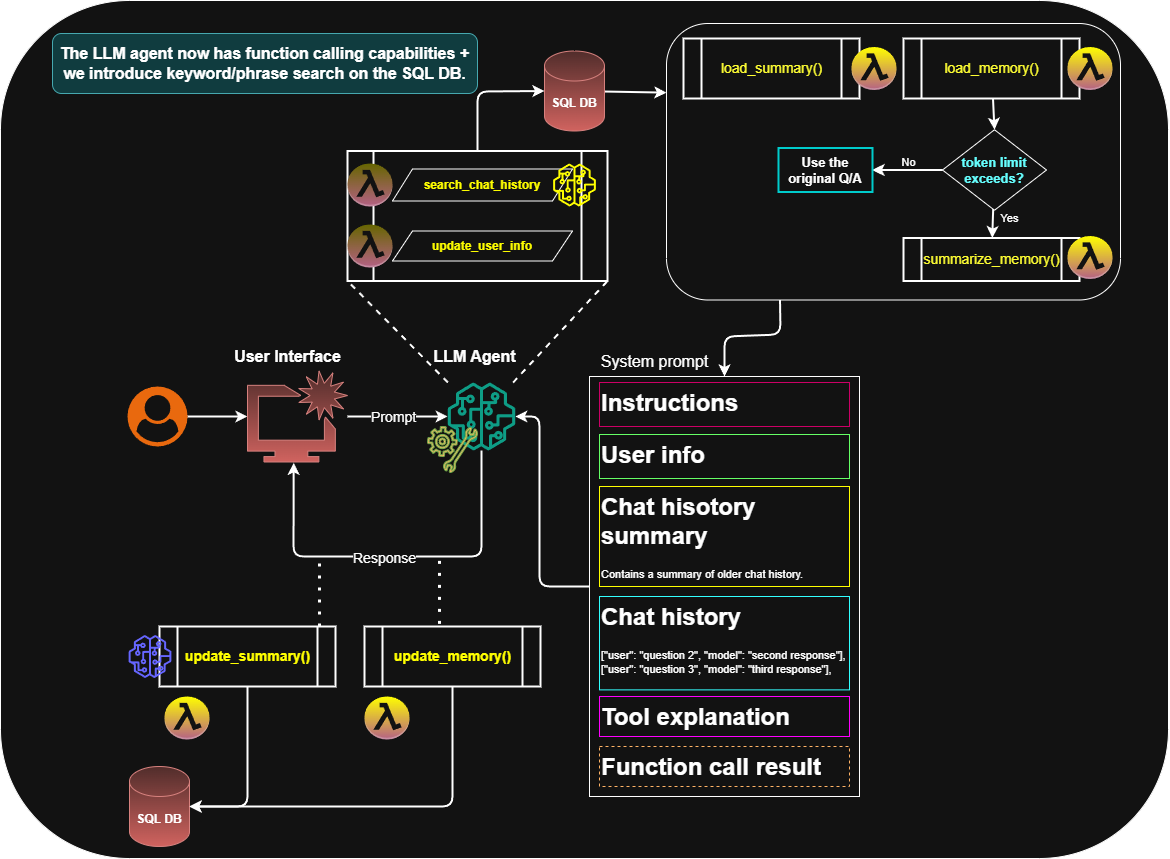 The LLM agent now has function calling capabilities +
we introduce keyword/phrase search on the SQL DB.
SQL DB
load_summary()
load_memory()
token limit
exceeds?
No
Use the
original Q/A
Yes
summarize_memory()
search_chat_history
update_user_info
User Interface
LLM Agent
Prompt
Response
System prompt
Instructions
User info
Chat hisotory
summary
Contains a summary of older chat history.
Chat history
["user": "question 2", "model": "second response"],
["user": "question 3", "model": "third response"],
Tool explanation
Function call result
update_summary()
update_memory()
SQL DB